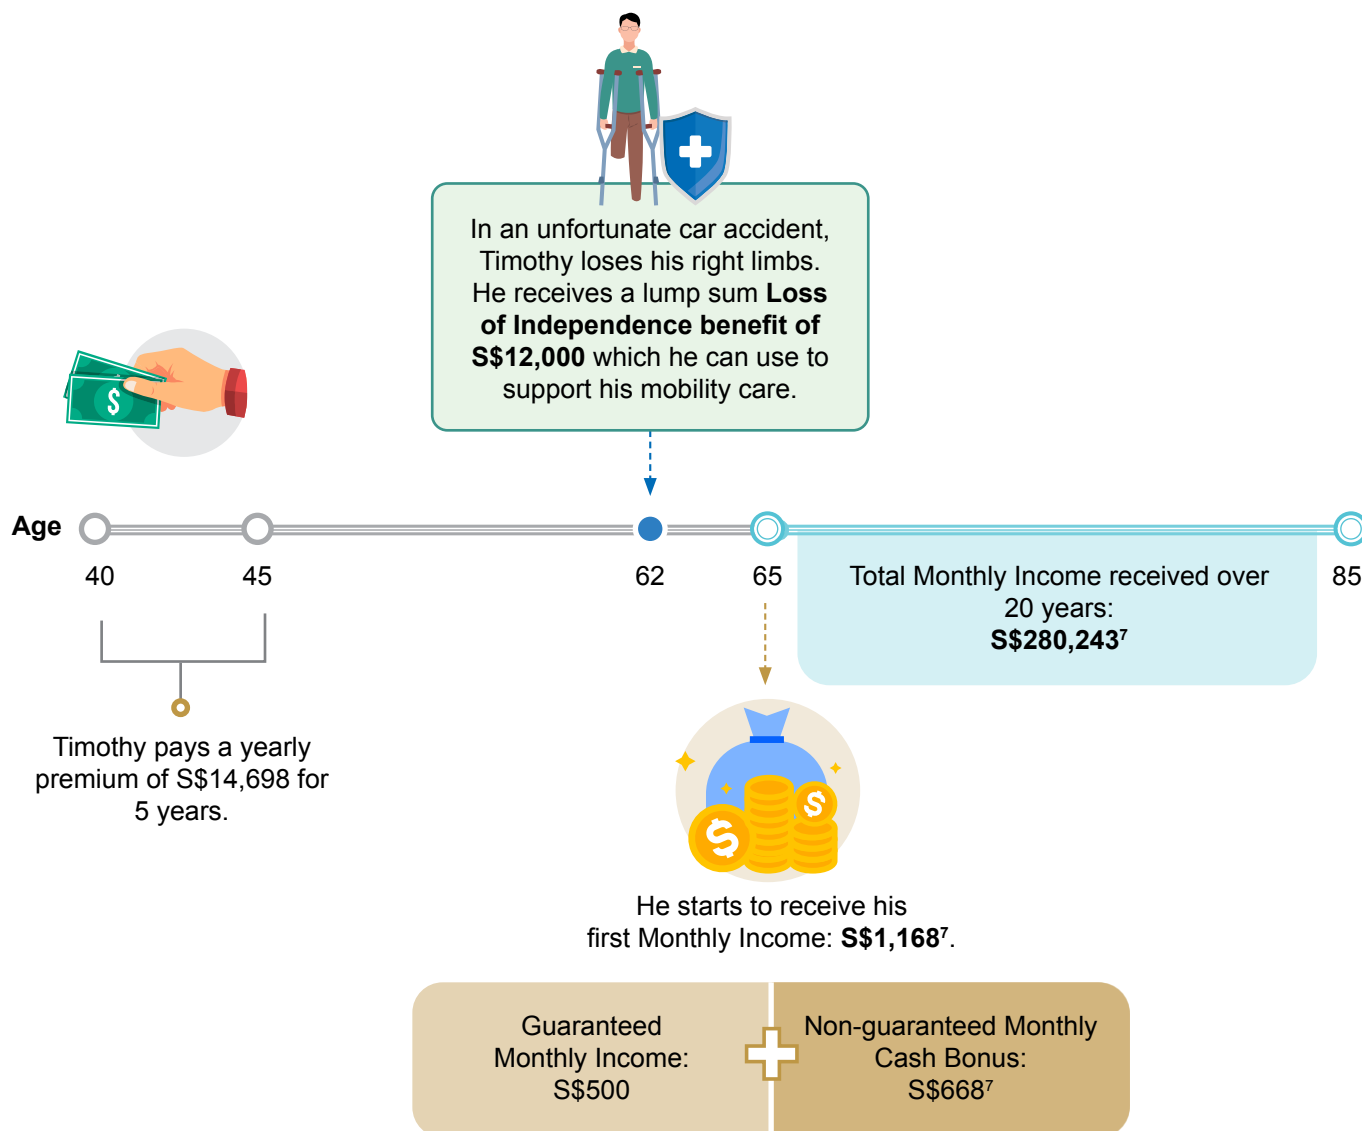 In an unfortunate car accident,
Timothy loses his right limbs.
He receives a lump sum Loss
of Independence benefit of
S$12,000 which he can use to
support his mobility care.
$
Age
40
45
62
65
85
Total Monthly Income received over
20 years:
S$280,243⁷
Timothy pays a yearly
premium of S$14,698 for
5 years.
$
$
He starts to receive his
first Monthly Income: S$1,168⁷.
Guaranteed
Monthly Income:
S$500
Non-guaranteed Monthly
Cash Bonus:
S$668⁷